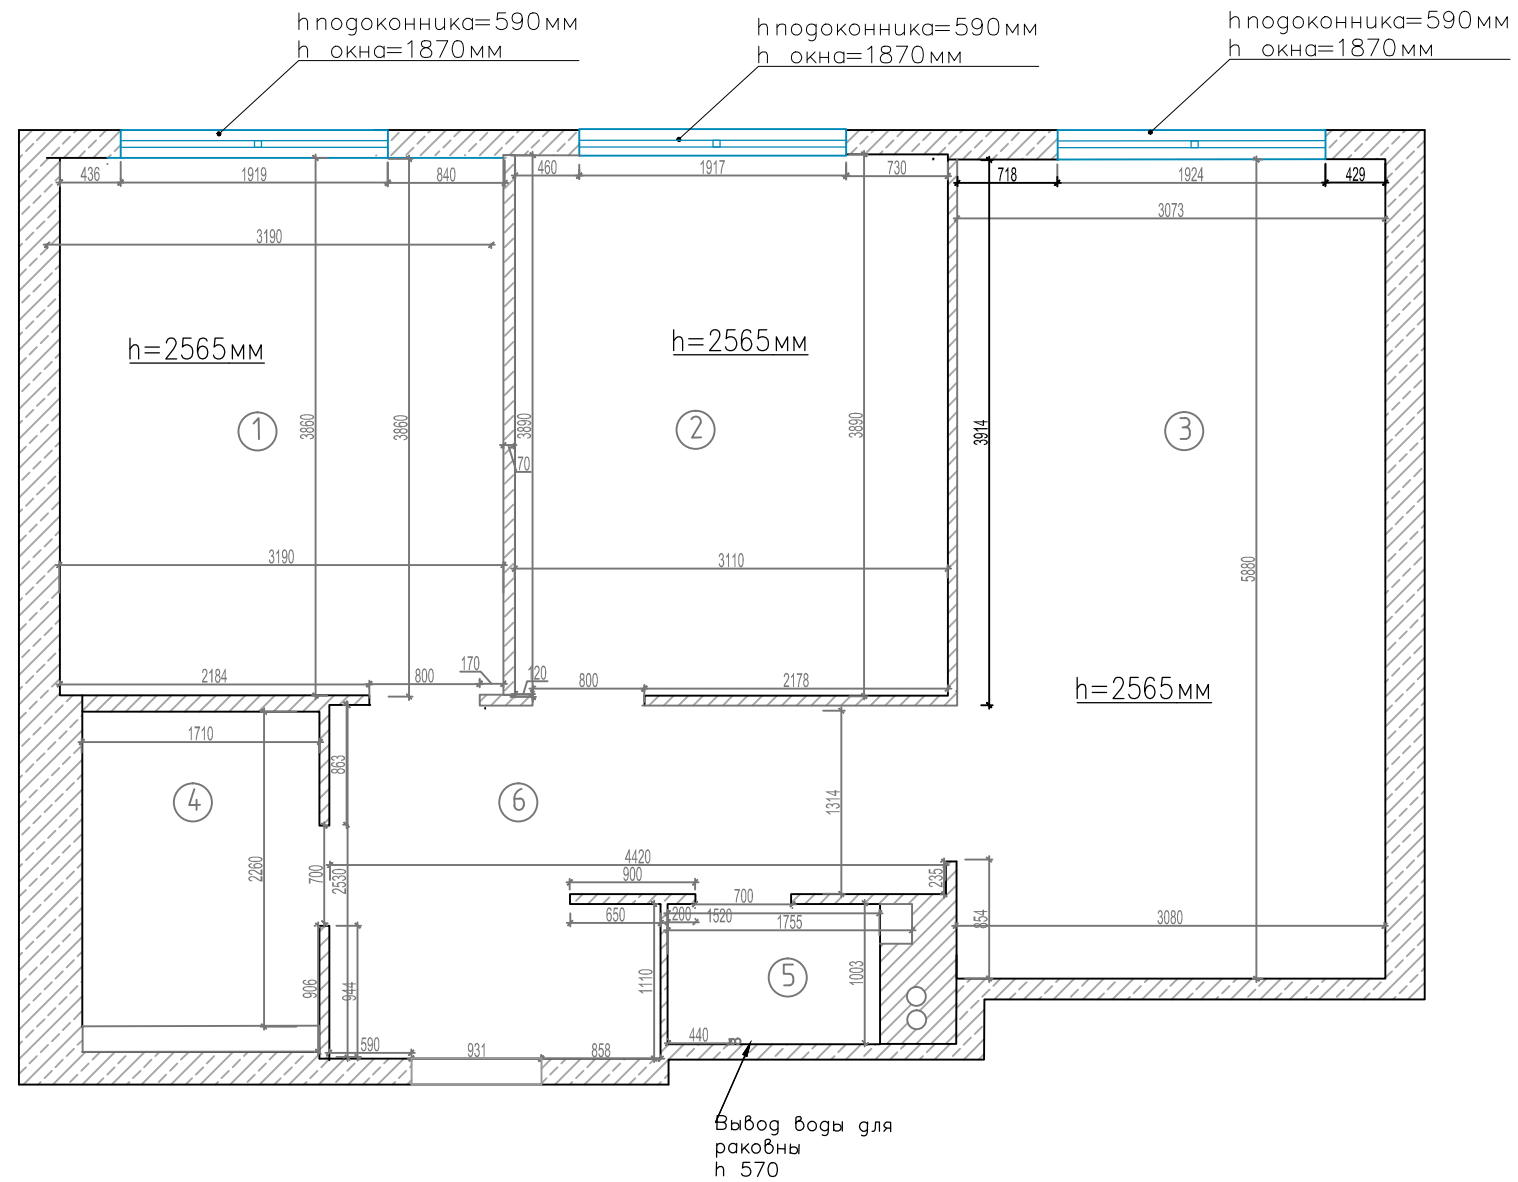 h подоконника=590мм
h окна=1870мм
h подоконника=590мм
h окна=1870мм
h подоконника=590мм
h окна=1870мм
436 1919 840 460 1917 730 718 1924 429
3190
3073
h=2565мм
h=2565мм
1
2
3
3860
3860
3890
3890
3914
70
3190
3110
5880
2184 800 170
120 800 2178
h=2565мм
1710
863
4
6
1314
2260
700
2530
4420
900
235
700
650
200
1520
1755
854
3080
906
944
1110
5
1003
590 931 858
440
В
Вывод воды для
раковны
h 570